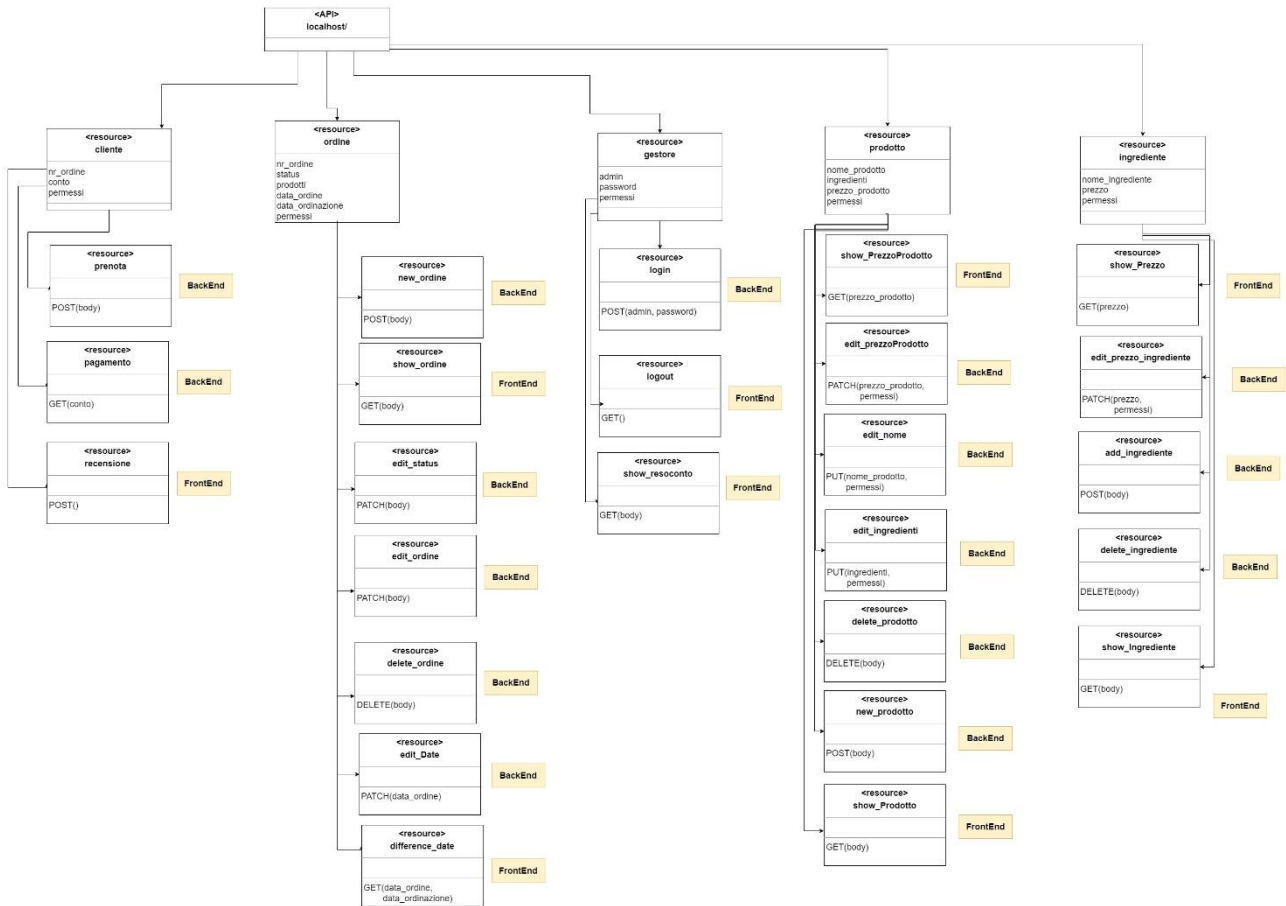 <API>
localhost/
<resource>
cliente
nr_ordine
conto
permessi
<resource>
prenota
POST(body)
BackEnd
<resource>
pagamento
GET(conto)
BackEnd
<resource>
recensione
POST()
FrontEnd
<resource>
ordine
nr_ordine
status
prodotti
data_ordine
data_ordinazione
permessi
<resource>
new_ordine
POST(body)
BackEnd
<resource>
show_ordine
GET(body)
FrontEnd
<resource>
edit_status
PATCH(body)
BackEnd
<resource>
edit_ordine
PATCH(body)
BackEnd
<resource>
delete_ordine
DELETE(body)
BackEnd
<resource>
edit_Date
PATCH(data_ordine)
BackEnd
<resource>
difference_date
GET(data_ordine,
data_ordinazione)
FrontEnd
<resource>
gestore
admin
password
permessi
<resource>
login
POST(admin, password)
BackEnd
<resource>
logout
GET()
FrontEnd
<resource>
show_resoconto
GET(body)
FrontEnd
<resource>
prodotto
nome_prodotto
ingredienti
prezzo_prodotto
permessi
<resource>
show_PrezzoProdotto
GET(prezzo_prodotto)
FrontEnd
<resource>
edit_prezzoProdotto
PATCH(prezzo_prodotto,
permessi)
BackEnd
<resource>
edit_nome
PUT(nome_prodotto,
permessi)
BackEnd
<resource>
edit_ingredienti
PUT(ingredienti,
permessi)
BackEnd
<resource>
delete_prodotto
DELETE(body)
BackEnd
<resource>
new_prodotto
POST(body)
BackEnd
<resource>
show_Prodotto
GET(body)
FrontEnd
<resource>
ingrediente
nome_ingrediente
prezzo
permessi
<resource>
show_Prezzo
GET(prezzo)
FrontEnd
<resource>
edit_prezzo_ingrediente
PATCH(prezzo,
permessi)
BackEnd
<resource>
add_ingrediente
POST(body)
BackEnd
<resource>
delete_ingrediente
DELETE(body)
BackEnd
<resource>
show_Ingrediente
GET(body)
FrontEnd